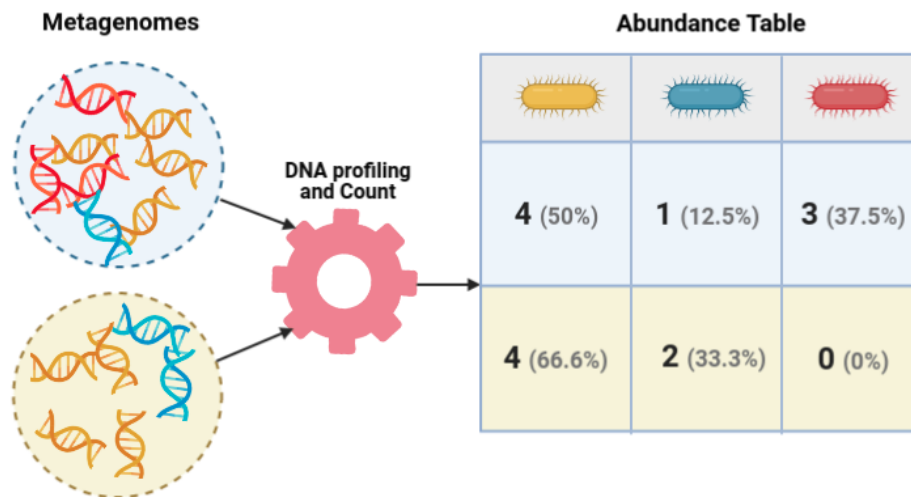 Metagenomes
Abundance Table
DNA profiling
and Count
4 (50%)
1 (12.5%)
3 (37.5%)
4 (66.6%)
2 (33.3%)
0 (0%)